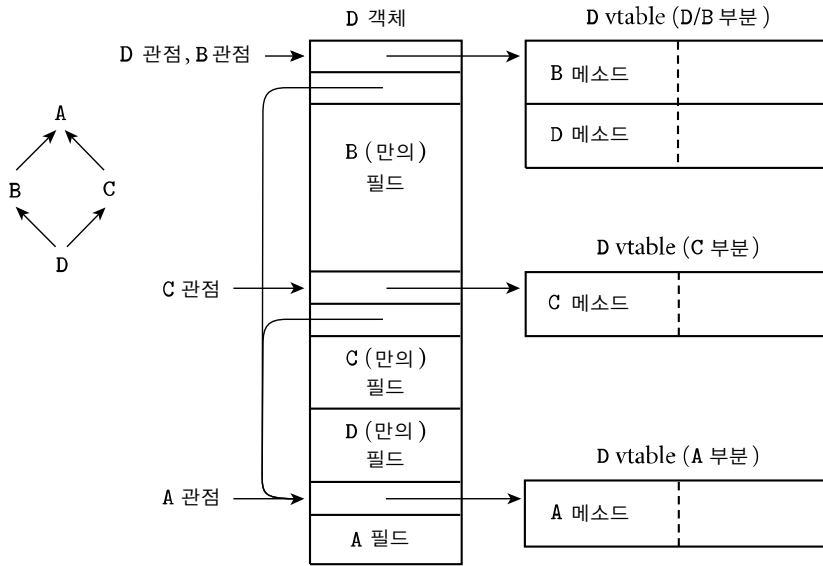 D 객체
D vtable (D/B 부분)
D 관점, B 관점
B 메소드
D 메소드
A
B (만의)
필드
B
C
D
D vtable (C 부분)
C 관점
C 메소드
C (만의)
필드
D (만의)
필드
D vtable (A 부분)
A 관점
A 메소드
A 필드